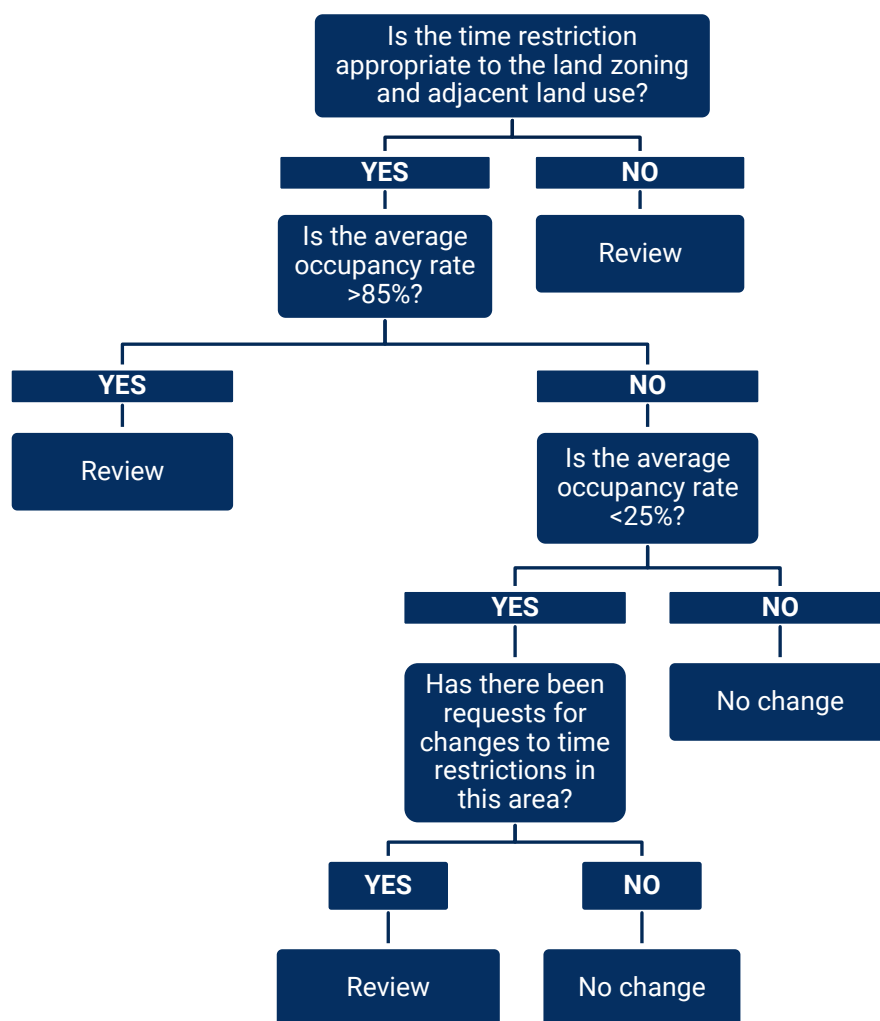 Is the time restriction
appropriate to the land zoning
and adjacent land use?
YES
NO
Is the average
occupancy rate
>85%?
Review
YES
NO
Review
Is the average
occupancy rate
<25%?
YES
NO
Has there been
requests for
changes to time
restrictions in
this area?
No change
YES
NO
Review
No change